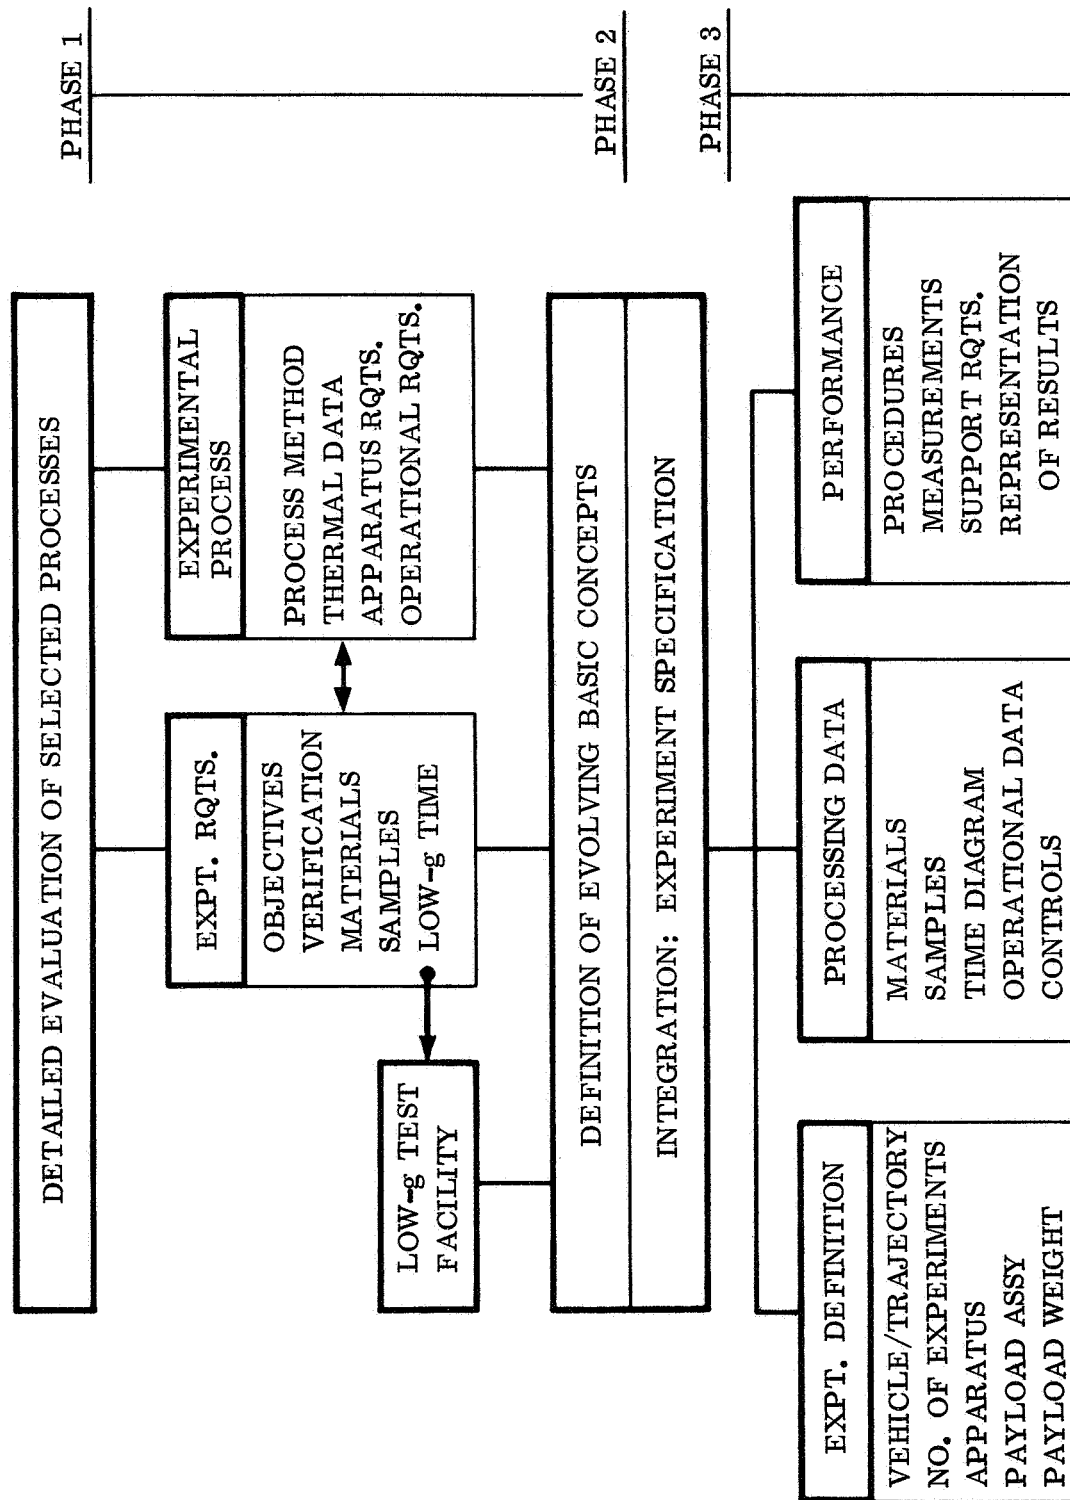 PHASE 1
DETAILED EVALUATION OF SELECTED PROCESSES
EXPT. RQTS.
OBJECTIVES
VERIFICATION
MATERIALS
SAMPLES
LOW-g TIME
EXPERIMENTAL
PROCESS
PROCESS METHOD
THERMAL DATA
APPARATUS RQTS.
OPERATIONAL RQTS.
LOW-g TEST
FACILITY
PHASE 2
DEFINITION OF EVOLVING BASIC CONCEPTS
INTEGRATION: EXPERIMENT SPECIFICATION
PHASE 3
EXPT. DEFINITION
VEHICLE/TRAJECTORY
NO. OF EXPERIMENTS
APPARATUS
PAYLOAD ASSY
PAYLOAD WEIGHT
PROCESSING DATA
MATERIALS
SAMPLES
TIME DIAGRAM
OPERATIONAL DATA
CONTROLS
PERFORMANCE
PROCEDURES
MEASUREMENTS
SUPPORT RQTS.
REPRESENTATION
OF RESULTS